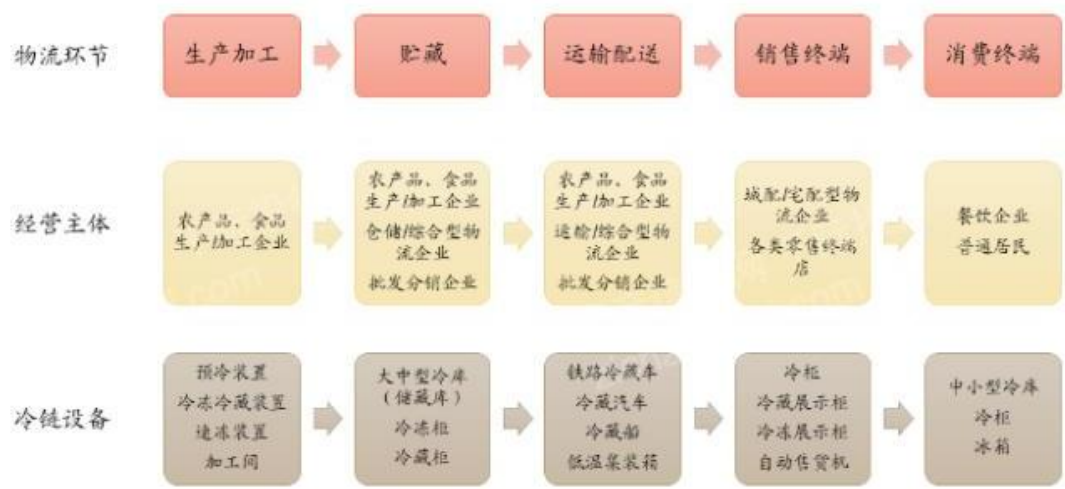 物流环节
生产加工
贮藏
运输配送
销售终端
消费终端
经营主体
农产品、食品
生产/加工企业
农产品、食品
生产/加工企业
仓储/综合型物
流企业
批发分销企业
农产品、食品
生产/加工企业
运输/综合型物
流企业
批发分销企业
城配/宅配型物
流企业
各类零售终端
店
餐饮企业
普通居民
冷链设备
预冷装置
冷冻冷藏装置
速冻装置
加工间
大中型冷库
（储藏库）
冷冻柜
冷藏柜
铁路冷藏车
冷藏汽车
冷藏船
低温集装箱
冷柜
冷藏展示柜
冷冻展示柜
自动售货机
中小型冷库
冷柜
冰箱